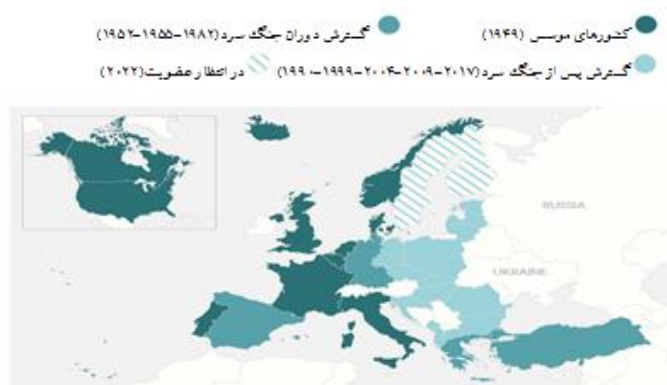 کشورهای موسس (۱۹۴۹) گسترش دوران جنگ سرد(۱۹۸۲-۱۹۵۵-۱۹۵۲)
گسترش پس از جنگ سرد(۲۰۱۷-۲۰۰۹-۲۰۰۴-۱۹۹۹-۱۹۹۰) در انتظار عضویت(۲۰۲۲)
RUSSIA
UKRAINE